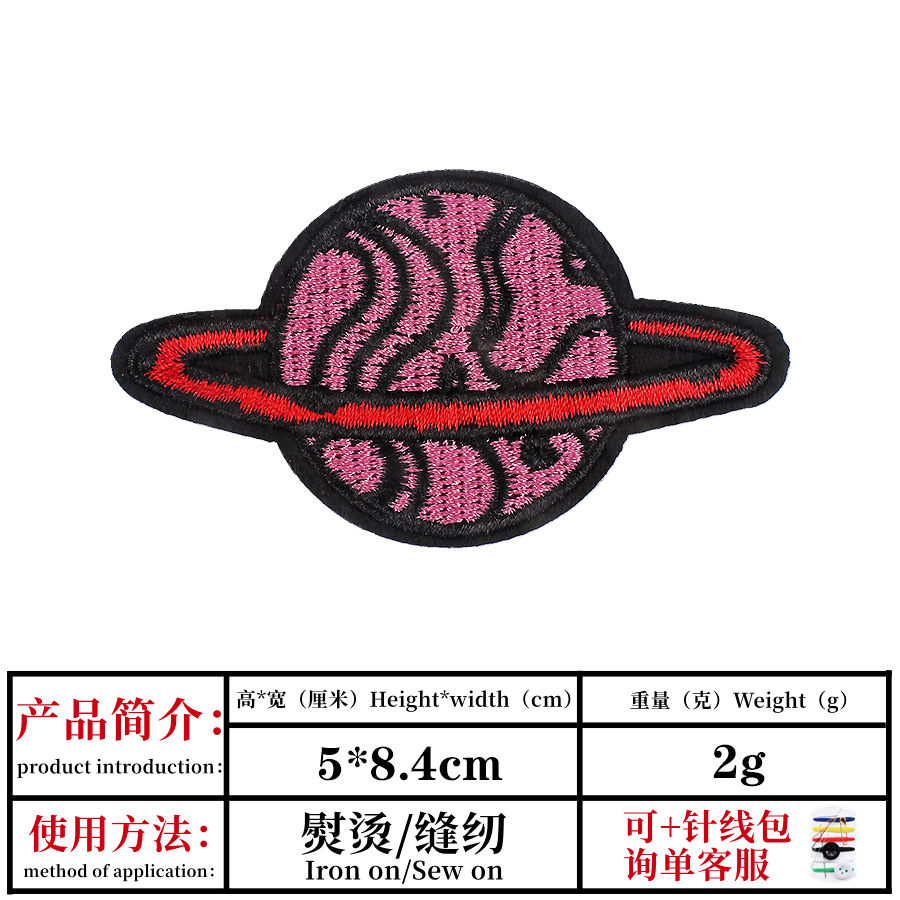 产品简介：
product introduction:
高*宽（厘米）Height*width（cm）
重量（克）Weight（g）
5*8.4cm
2g
使用方法：
method of application:
熨烫/缝纫
Iron on/Sew on
可+针线包
询单客服